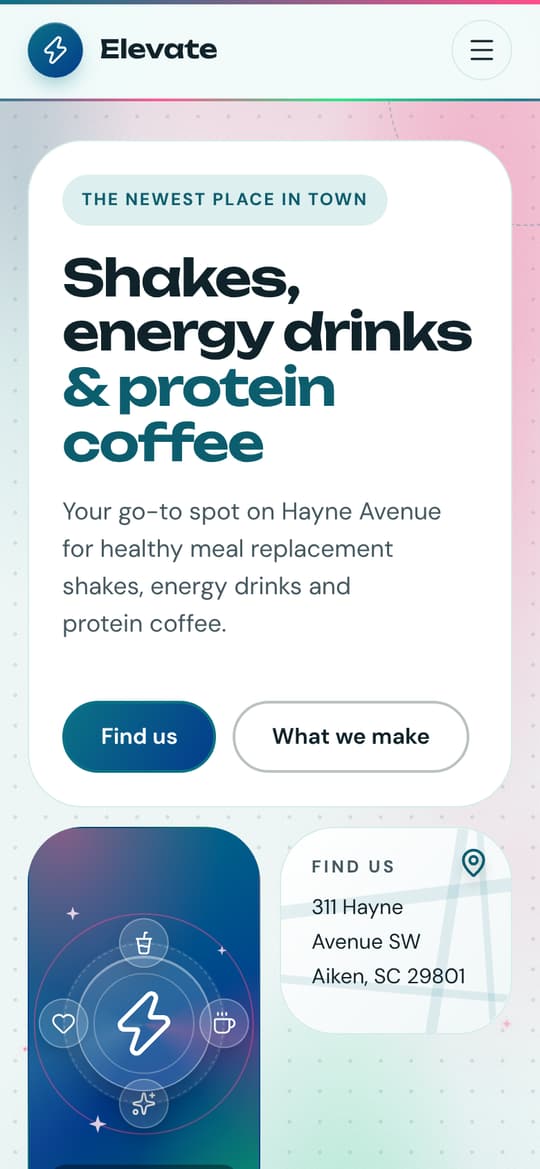 Elevate
THE NEWEST PLACE IN TOWN
Shakes,
energy drinks
& protein
coffee
Your go-to spot on Hayne Avenue
for healthy meal replacement
shakes, energy drinks and
protein coffee.
Find us
What we make
FIND US
311 Hayne
Avenue SW
Aiken, SC 29801